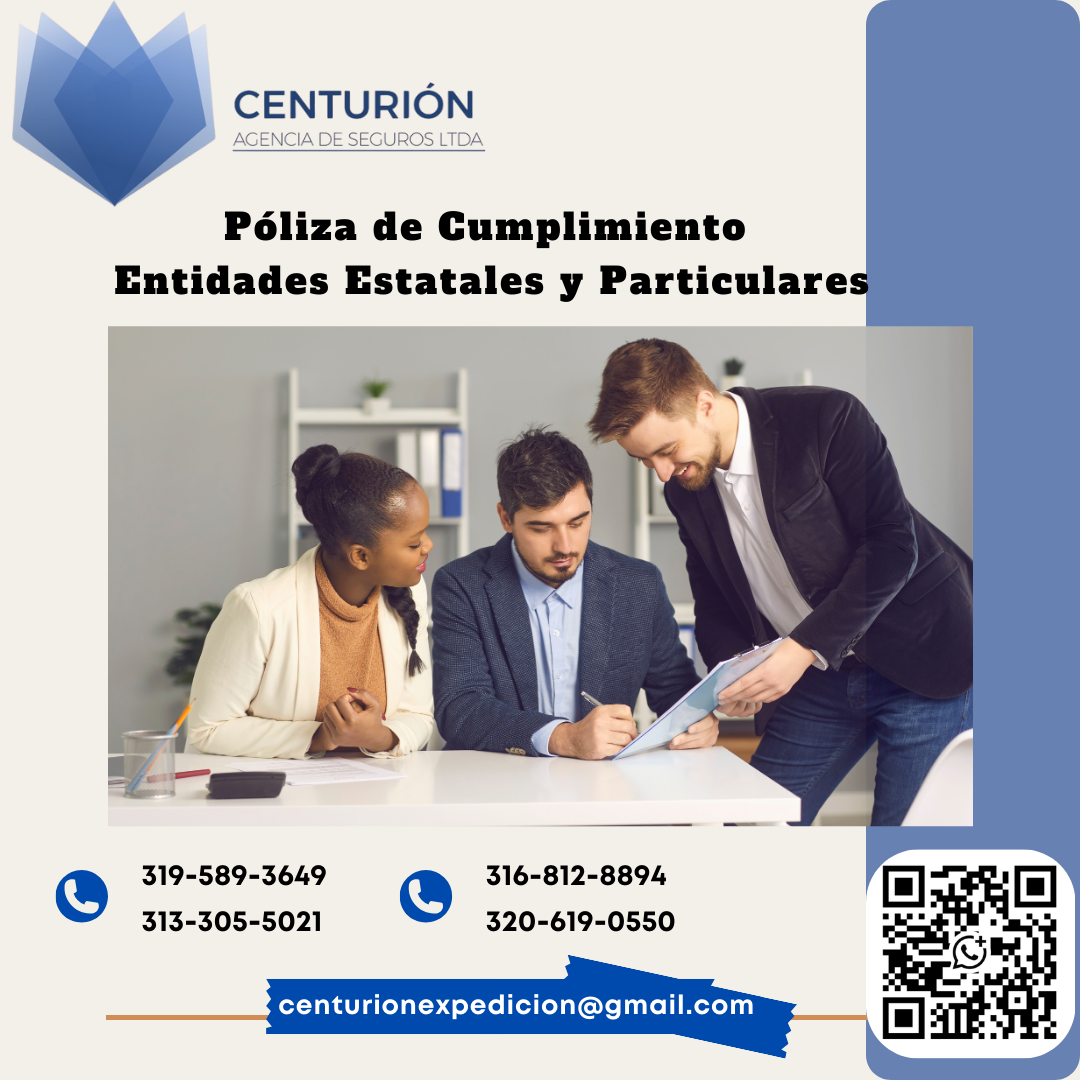 CENTURIÓN
AGENCIA DE SEGUROS LTDA
Póliza de Cumplimiento
Entidades Estatales y Particulares
319-589-3649
313-305-5021
316-812-8894
320-619-0550
centurionexpedicion@gmail.com